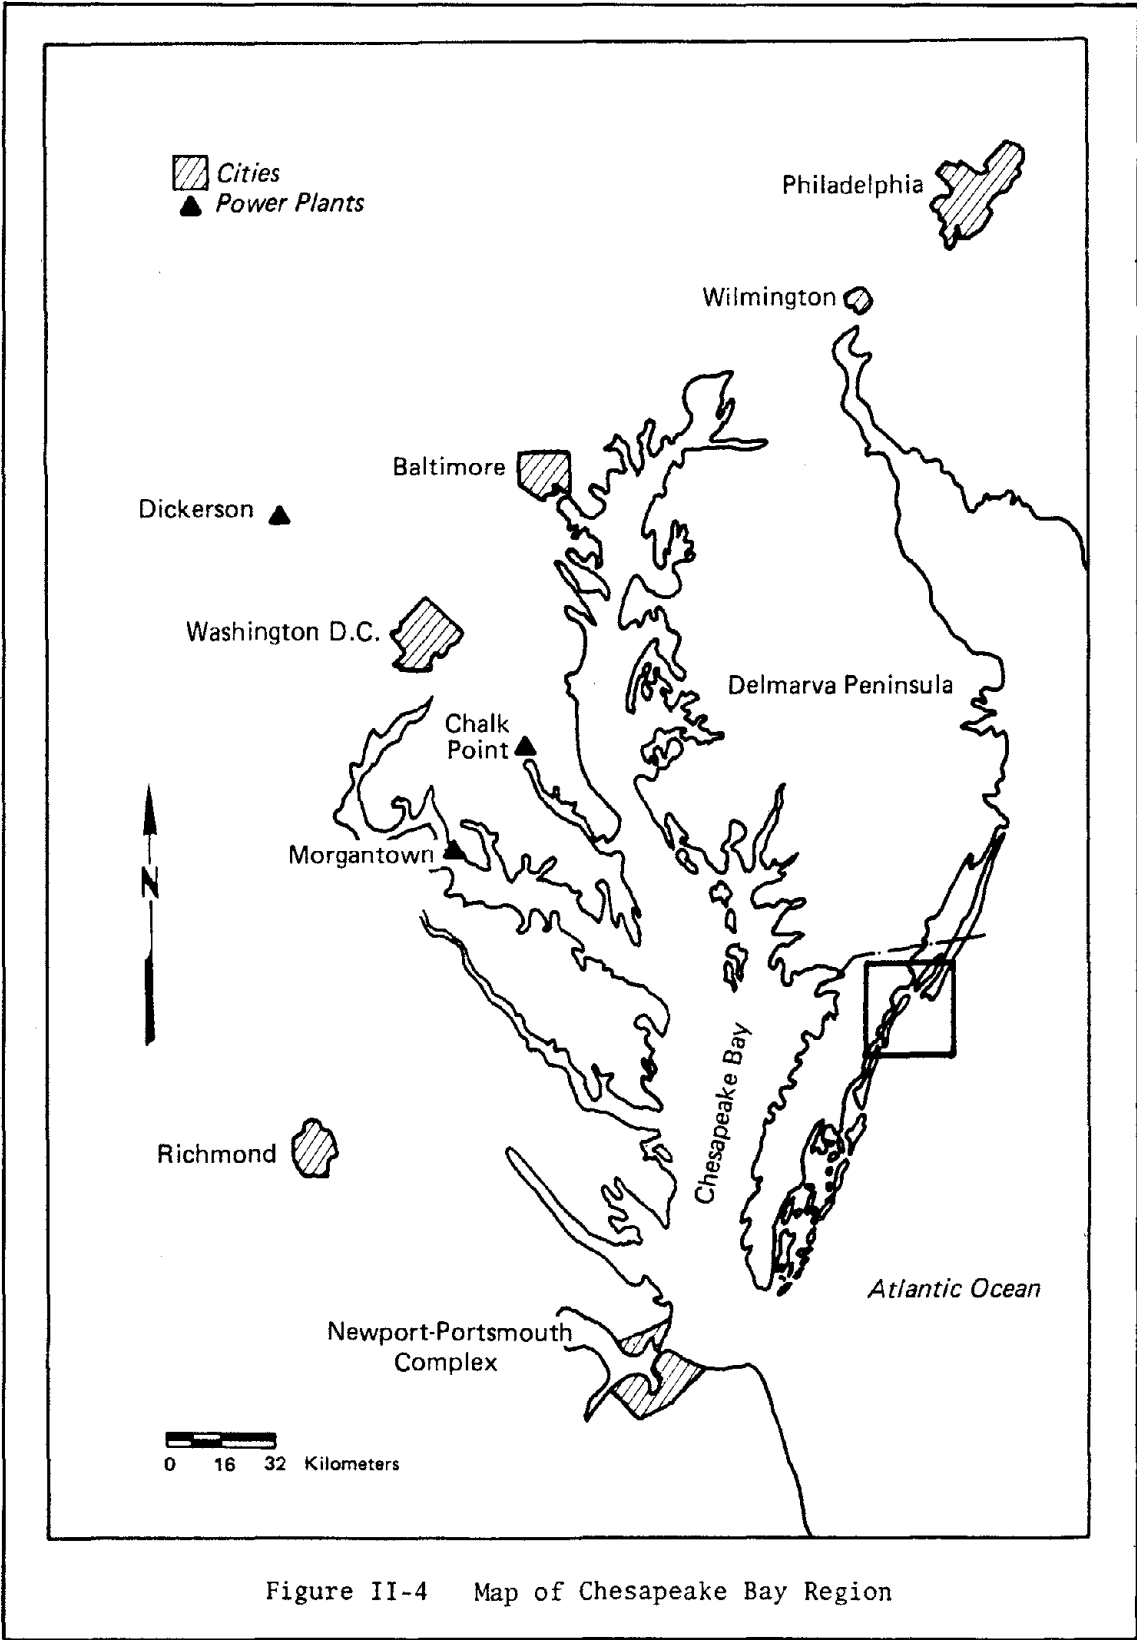 Cities
Power Plants
Philadelphia
Wilmington
Baltimore
Dickerson
Washington D.C.
Delmarva Peninsula
Chalk
Point
Morgantown
N
Chesapeake Bay
Richmond
Atlantic Ocean
Newport-Portsmouth
Complex
0 16 32 Kilometers
Figure II-4 Map of Chesapeake Bay Region